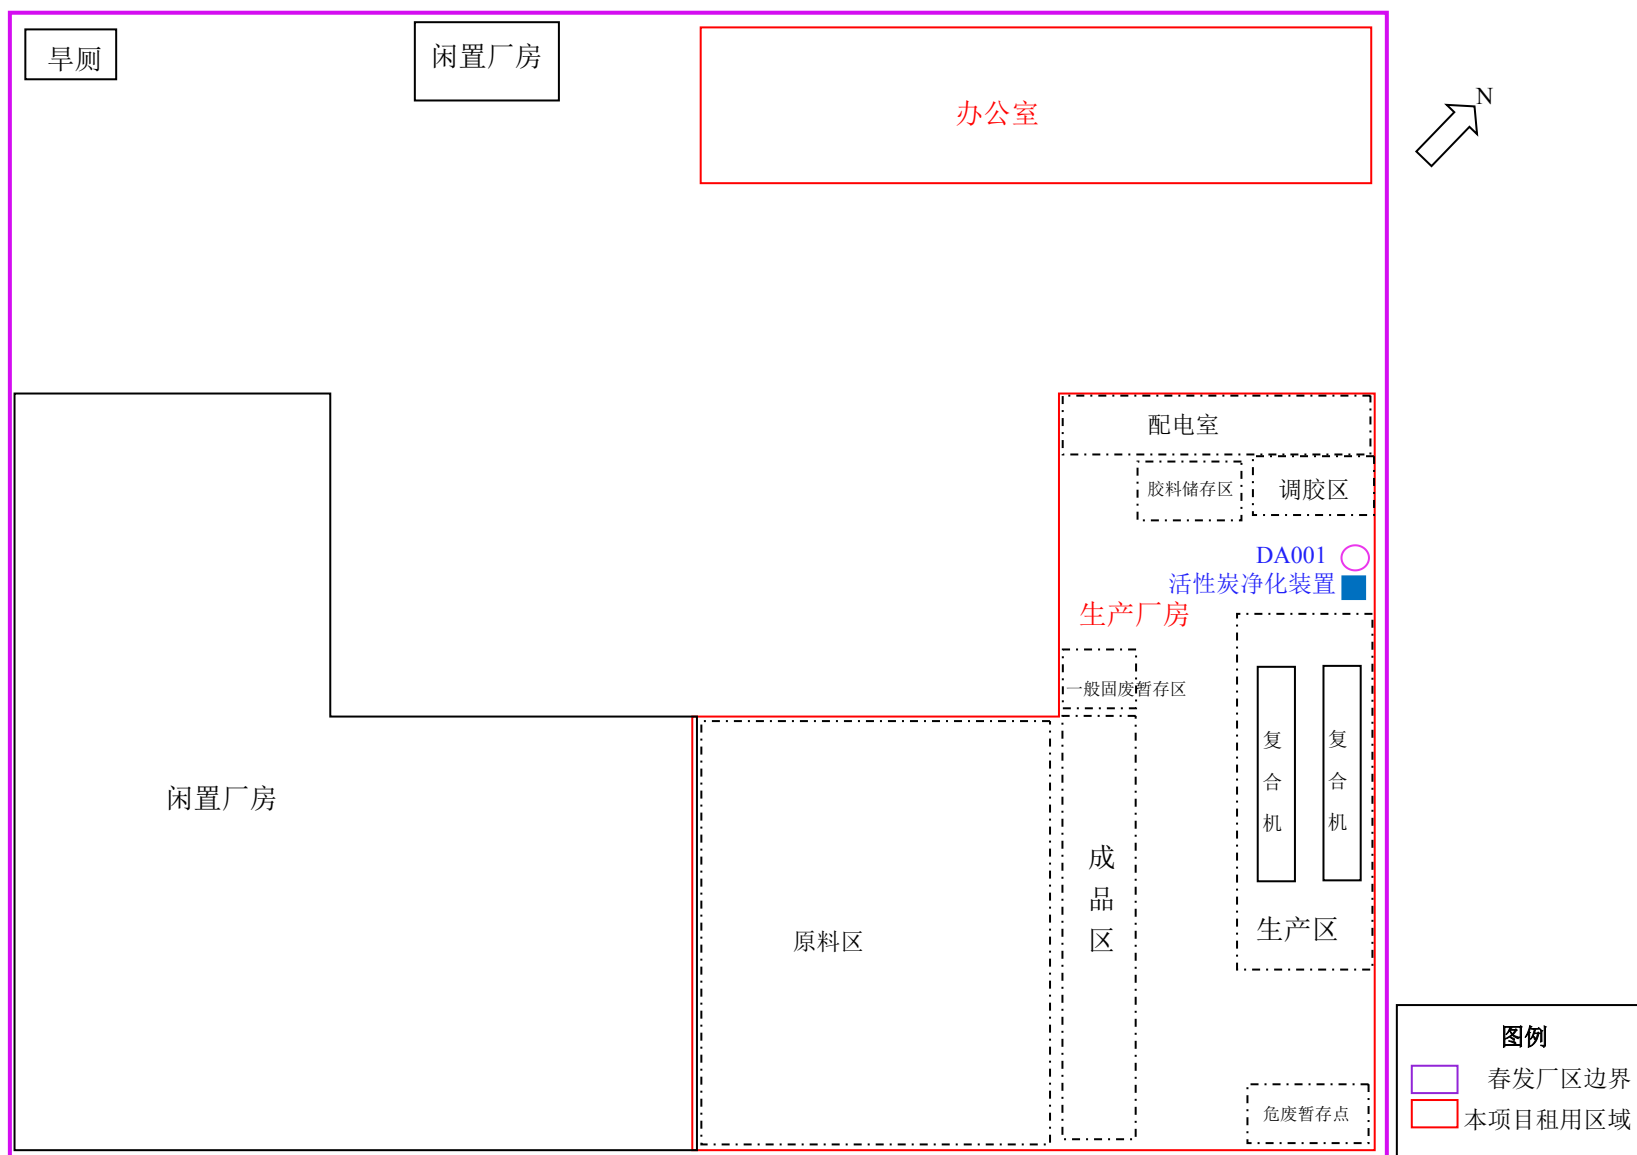 旱厕
闲置厂房
办公室
N
配电室
胶料储存区
调胶区
DA001
活性炭净化装置
生产厂房
一般固废暂存区
复合机
复合机
闲置厂房
成品区
原料区
生产区
危废暂存点
图例
春发厂区边界
本项目租用区域